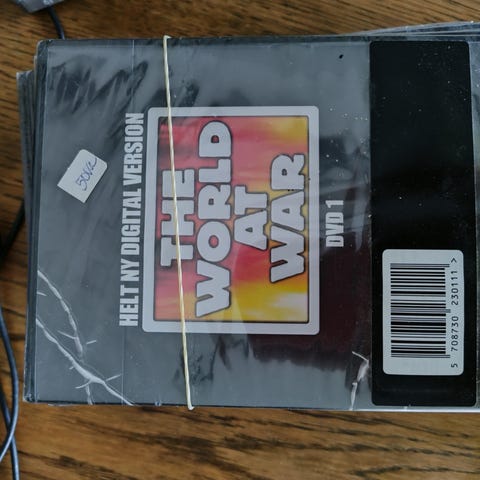 HELT NY DIGITAL VERSION
THE
WORLD
AT
WAR
DVD 1
50kr
5 708730 230111 >